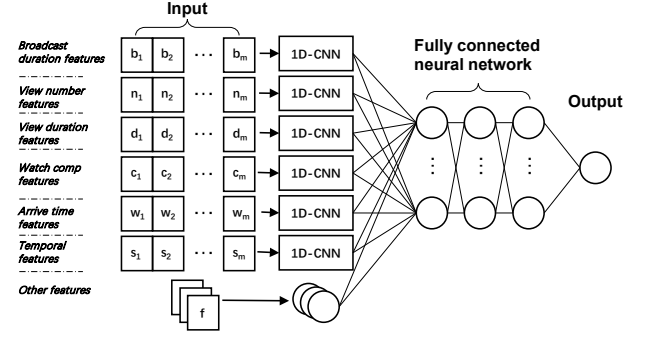 Input
Broadcast
duration features
b1 b2 ... bm 1D-CNN
View number
features
n1 n2 ... nm 1D-CNN
View duration
features
d1 d2 ... dm 1D-CNN
Watch comp
features
c1 c2 ... cm 1D-CNN
Arrive time
features
w1 w2 ... wm 1D-CNN
Temporal
features
s1 s2 ... sm 1D-CNN
Other features
f
Fully connected
neural network
Output